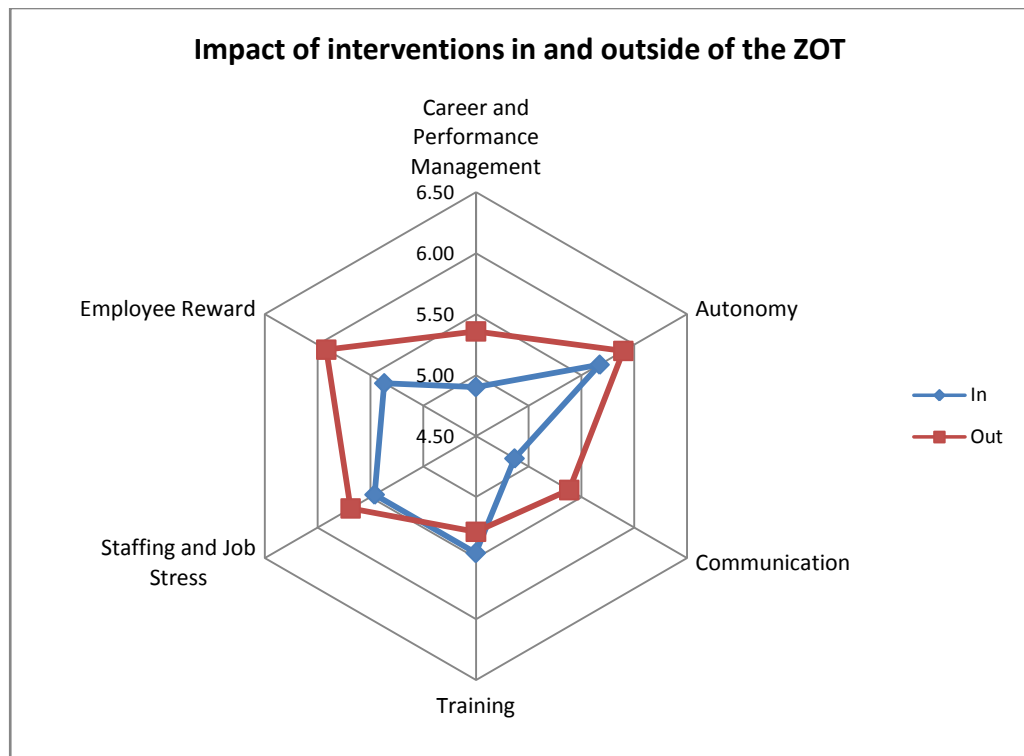 Impact of interventions in and outside of the ZOT
Career and
Performance
Management
6.50
6.00
5.50
5.00
4.50
Employee Reward
Autonomy
In
Out
Staffing and Job
Stress
Communication
Training